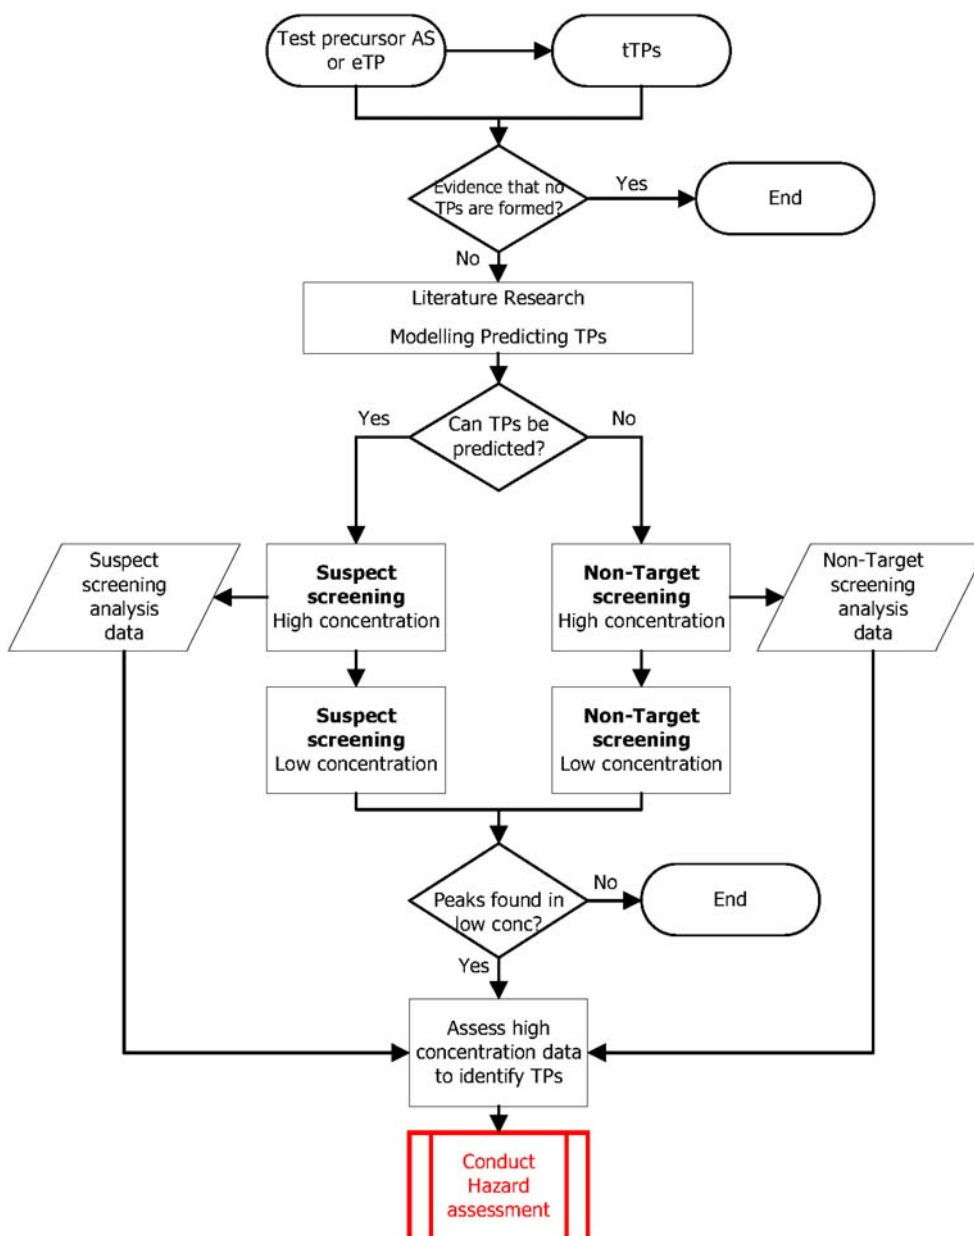 Test precursor AS
or eTP
tTPs
Evidence that no
TPs are formed?
Yes
End
No
Literature Research
Modelling Predicting TPs
Yes
Can TPs be
predicted?
No
Suspect
screening
analysis
data
Suspect
screening
High concentration
Non-Target
screening
High concentration
Non-Target
screening
analysis
data
Suspect
screening
Low concentration
Non-Target
screening
Low concentration
Peaks found in
low conc?
No
End
Yes
Assess high
concentration data
to identify TPs
Conduct
Hazard
assessment